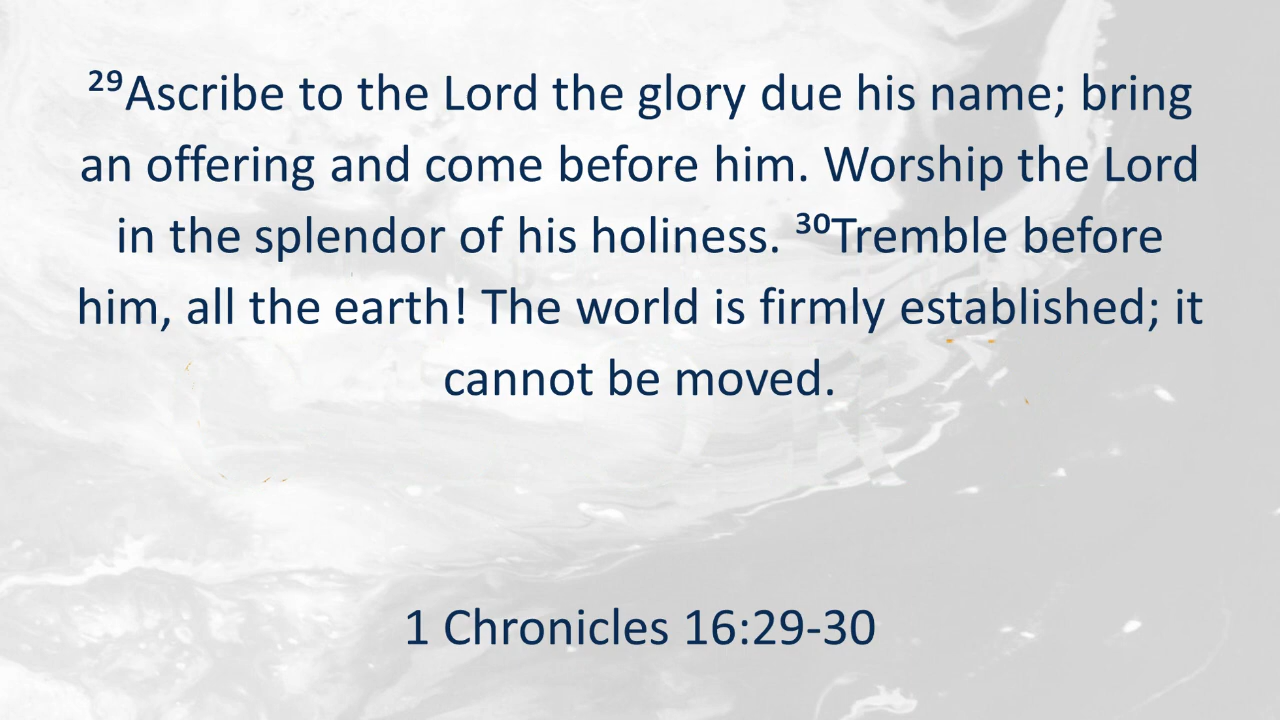 ²⁹Ascribe to the Lord the glory due his name; bring
an offering and come before him. Worship the Lord
in the splendor of his holiness. ³⁰Tremble before
him, all the earth! The world is firmly established; it
cannot be moved.
1 Chronicles 16:29-30